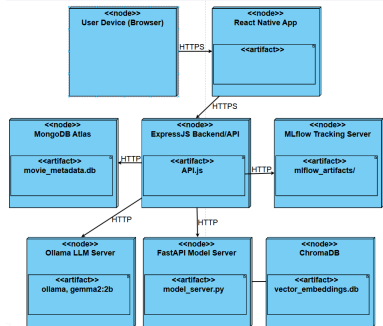 <<node>>
User Device (Browser)
<<node>>
React Native App
<<artifact>>
HTTPS
HTTPS
<<node>>
MongoDB Atlas
<<artifact>>
movie_metadata.db
<<node>>
ExpressJS Backend/API
<<artifact>>
API.js
<<node>>
MLflow Tracking Server
<<artifact>>
mlflow_artifacts/
HTTP
HTTP
HTTP
HTTP
<<node>>
Ollama LLM Server
<<artifact>>
ollama, gemma2:2b
<<node>>
FastAPI Model Server
<<artifact>>
model_server.py
<<node>>
ChromaDB
<<artifact>>
vector_embeddings.db